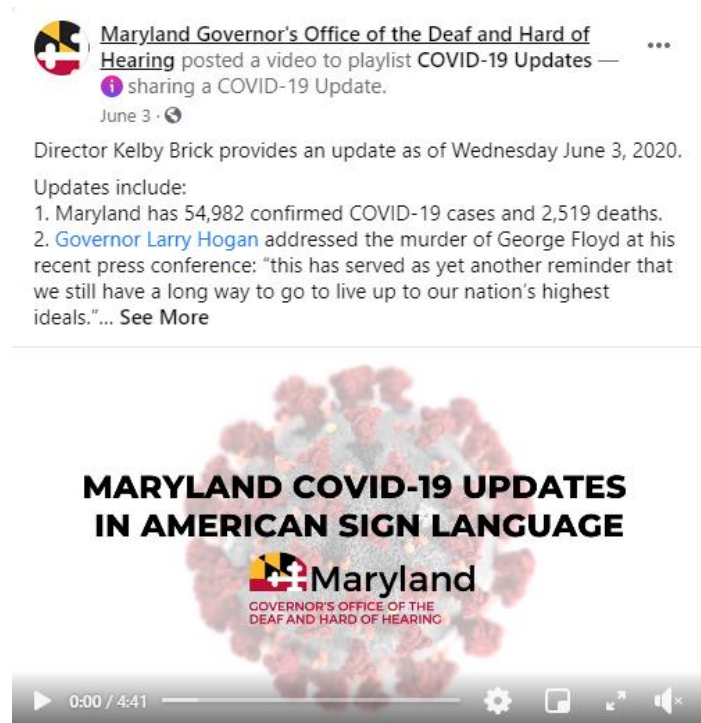 Maryland Governor's Office of the Deaf and Hard of
Hearing posted a video to playlist COVID-19 Updates —
sharing a COVID-19 Update.
June 3 ·
Director Kelby Brick provides an update as of Wednesday June 3, 2020.
Updates include:
1. Maryland has 54,982 confirmed COVID-19 cases and 2,519 deaths.
2. Governor Larry Hogan addressed the murder of George Floyd at his
recent press conference: “this has served as yet another reminder that
we still have a long way to go to live up to our nation’s highest
ideals.”... See More
MARYLAND COVID-19 UPDATES
IN AMERICAN SIGN LANGUAGE
Maryland
GOVERNOR'S OFFICE OF THE
DEAF AND HARD OF HEARING
0:00 / 4:41